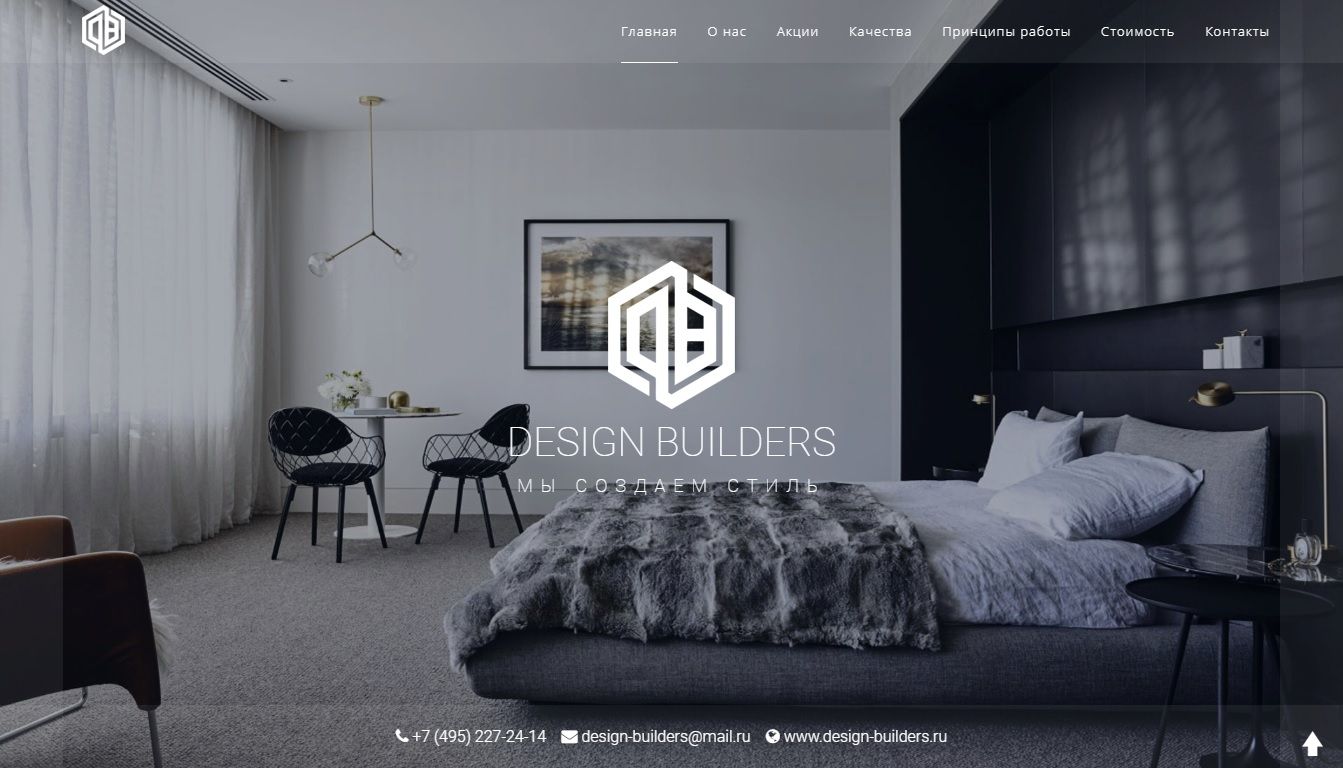 Главная О нас Акции Качества Принципы работы Стоимость Контакты
DESIGN BUILDERS
МЫ СОЗДАЕМ СТИЛЬ
+7 (495) 227-24-14 design-builders@mail.ru www.design-builders.ru